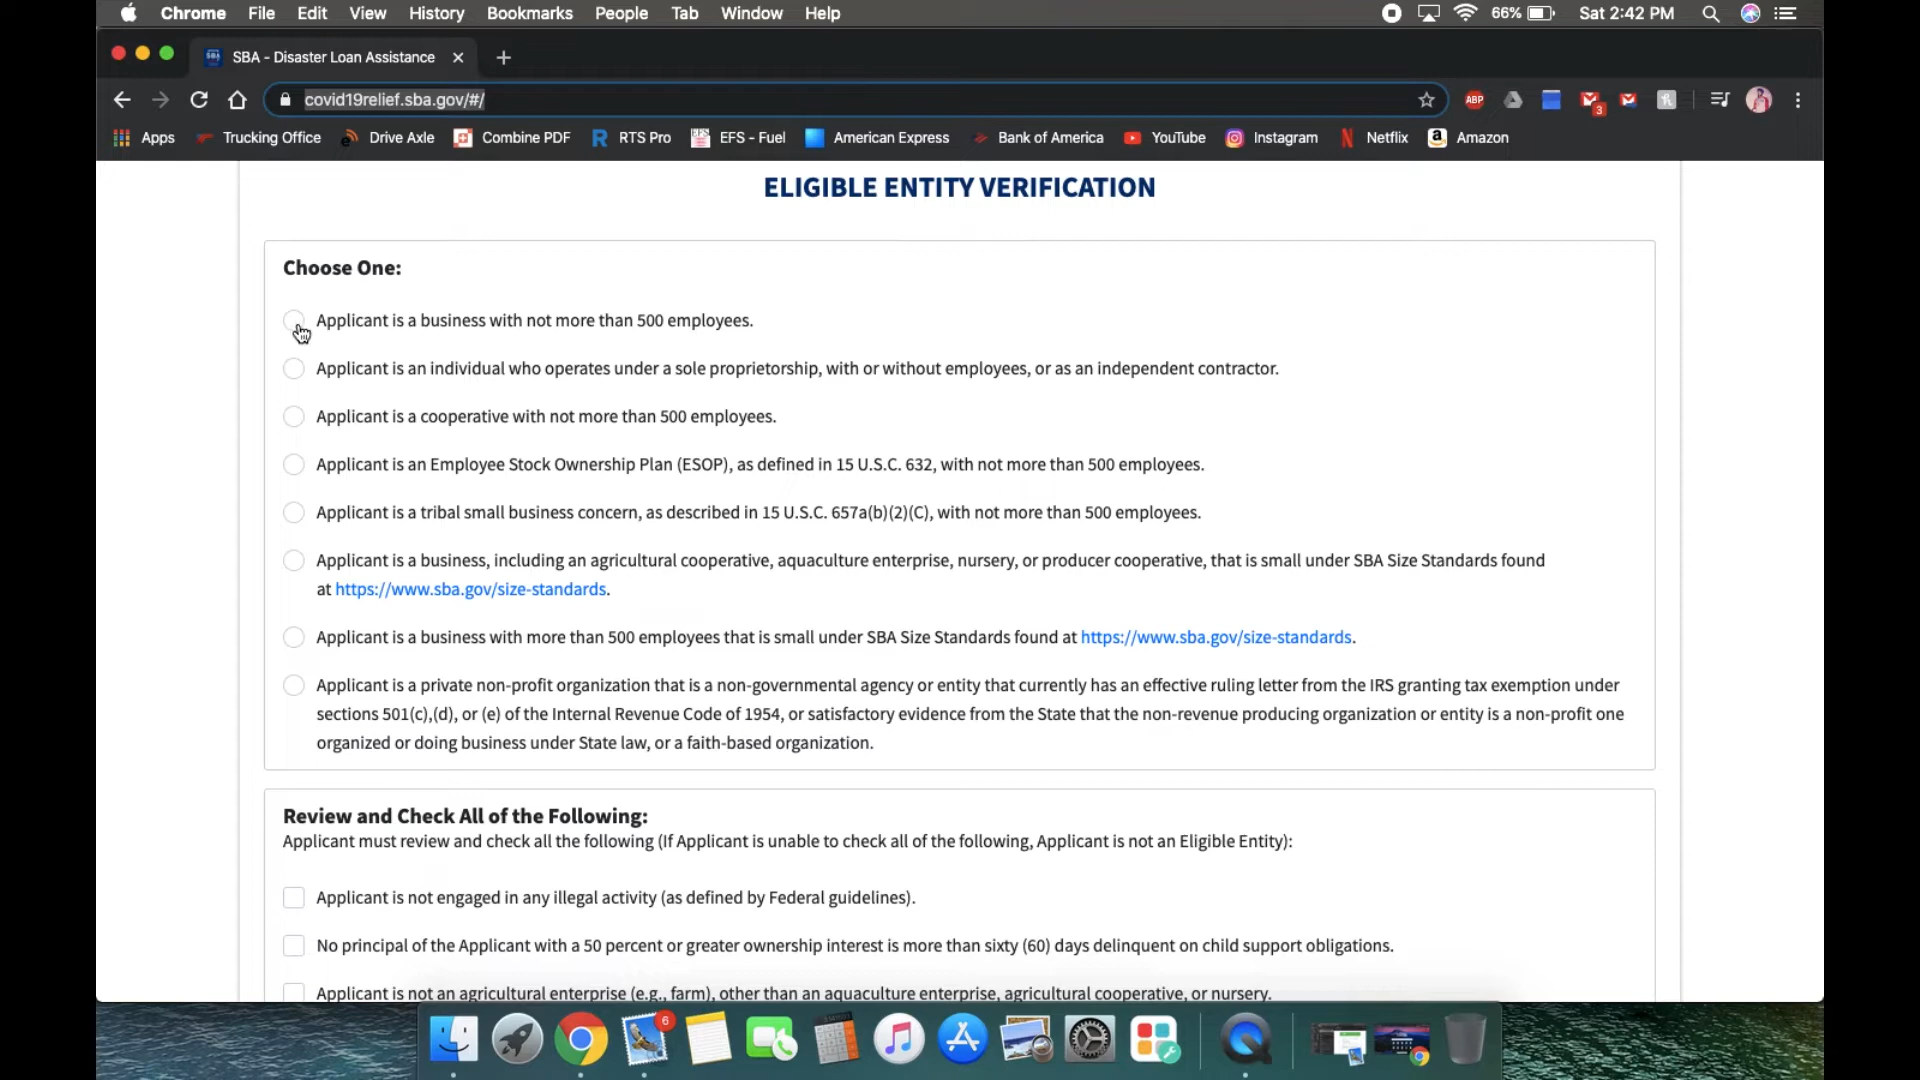 Chrome File Edit View History Bookmarks People Tab Window Help 66% Sat 2:42 PM
SBA - Disaster Loan Assistance
covid19relief.sba.gov/#/ ABP 3
Apps Trucking Office Drive Axle Combine PDF RTS Pro EFS - Fuel American Express Bank of America YouTube Instagram Netflix Amazon
ELIGIBLE ENTITY VERIFICATION
Choose One:
Applicant is a business with not more than 500 employees.
Applicant is an individual who operates under a sole proprietorship, with or without employees, or as an independent contractor.
Applicant is a cooperative with not more than 500 employees.
Applicant is an Employee Stock Ownership Plan (ESOP), as defined in 15 U.S.C. 632, with not more than 500 employees.
Applicant is a tribal small business concern, as described in 15 U.S.C. 657a(b)(2)(C), with not more than 500 employees.
Applicant is a business, including an agricultural cooperative, aquaculture enterprise, nursery, or producer cooperative, that is small under SBA Size Standards found
at https://www.sba.gov/size-standards.
Applicant is a business with more than 500 employees that is small under SBA Size Standards found at https://www.sba.gov/size-standards.
Applicant is a private non-profit organization that is a non-governmental agency or entity that currently has an effective ruling letter from the IRS granting tax exemption under
sections 501(c),(d), or (e) of the Internal Revenue Code of 1954, or satisfactory evidence from the State that the non-revenue producing organization or entity is a non-profit one
organized or doing business under State law, or a faith-based organization.
Review and Check All of the Following:
Applicant must review and check all the following (If Applicant is unable to check all of the following, Applicant is not an Eligible Entity):
Applicant is not engaged in any illegal activity (as defined by Federal guidelines).
No principal of the Applicant with a 50 percent or greater ownership interest is more than sixty (60) days delinquent on child support obligations.
Applicant is not an agricultural enterprise (e.g., farm), other than an aquaculture enterprise, agricultural cooperative, or nursery.
6